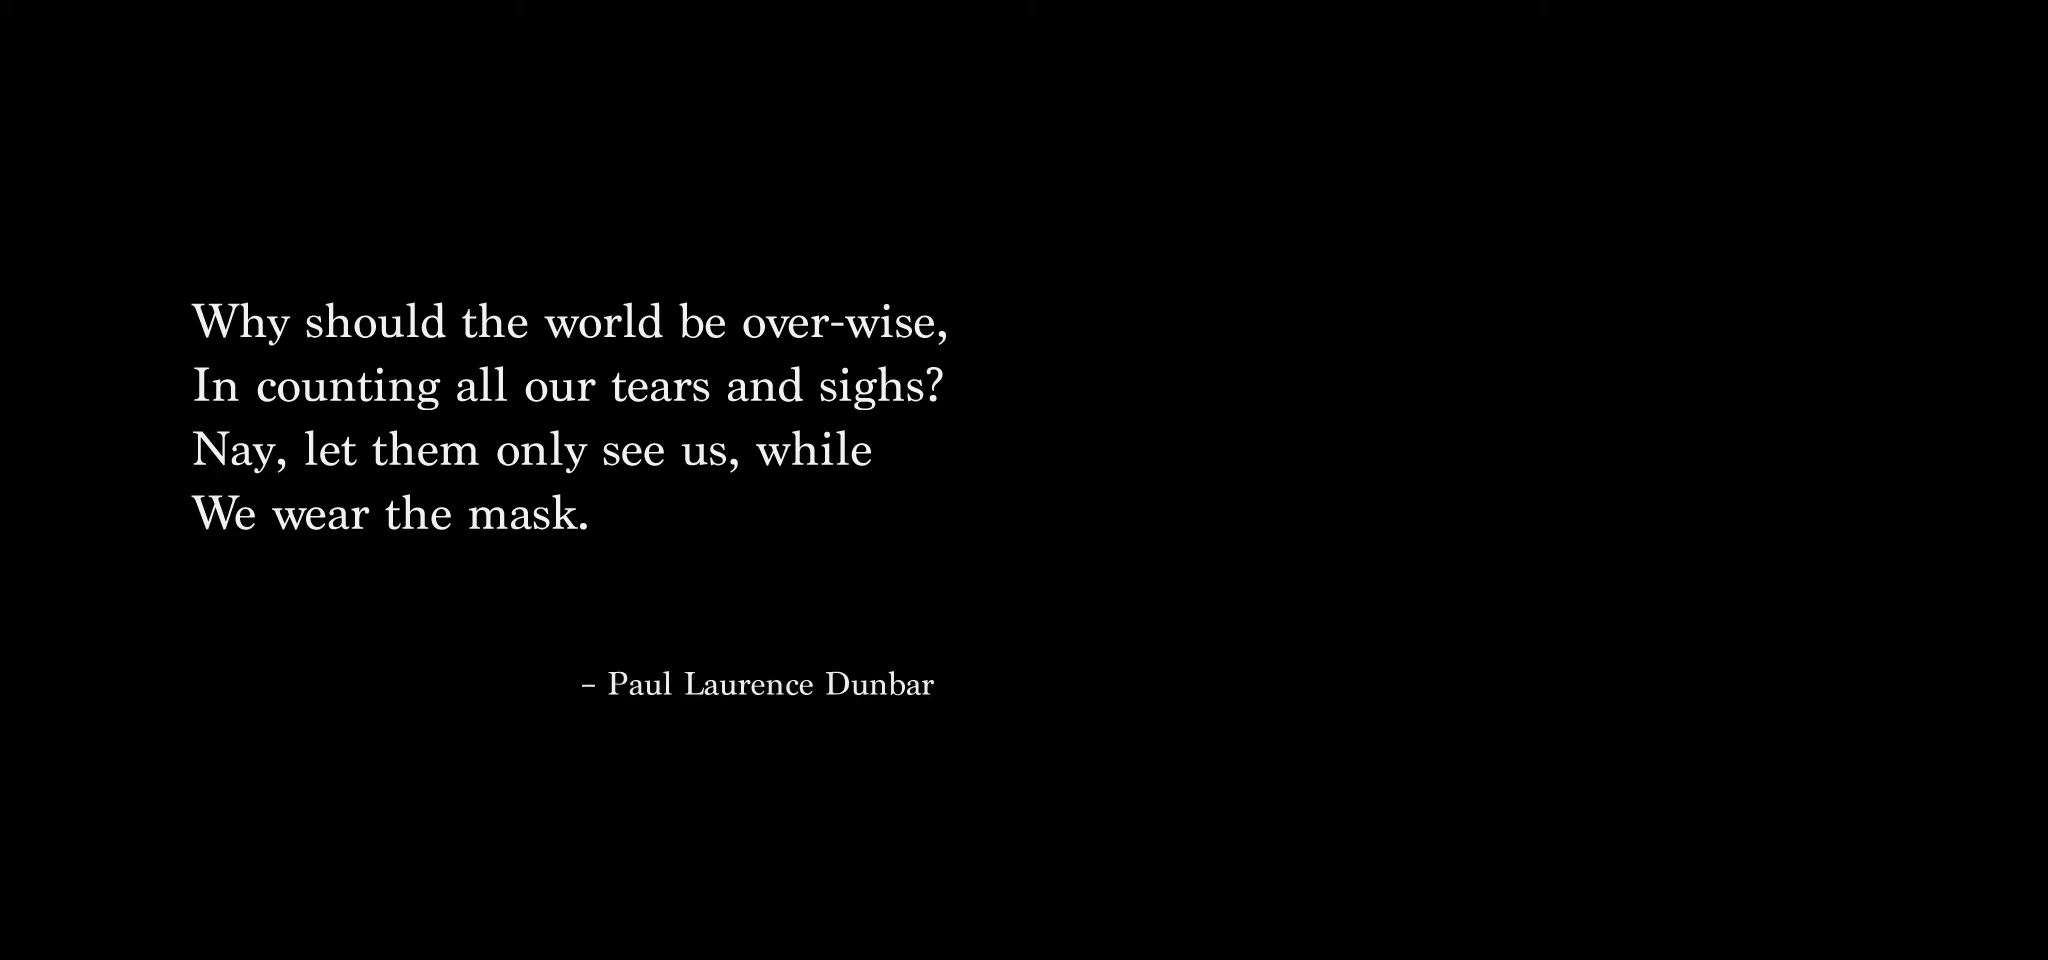 Why should the world be over-wise,
In counting all our tears and sighs?
Nay, let them only see us, while
We wear the mask.
– Paul Laurence Dunbar